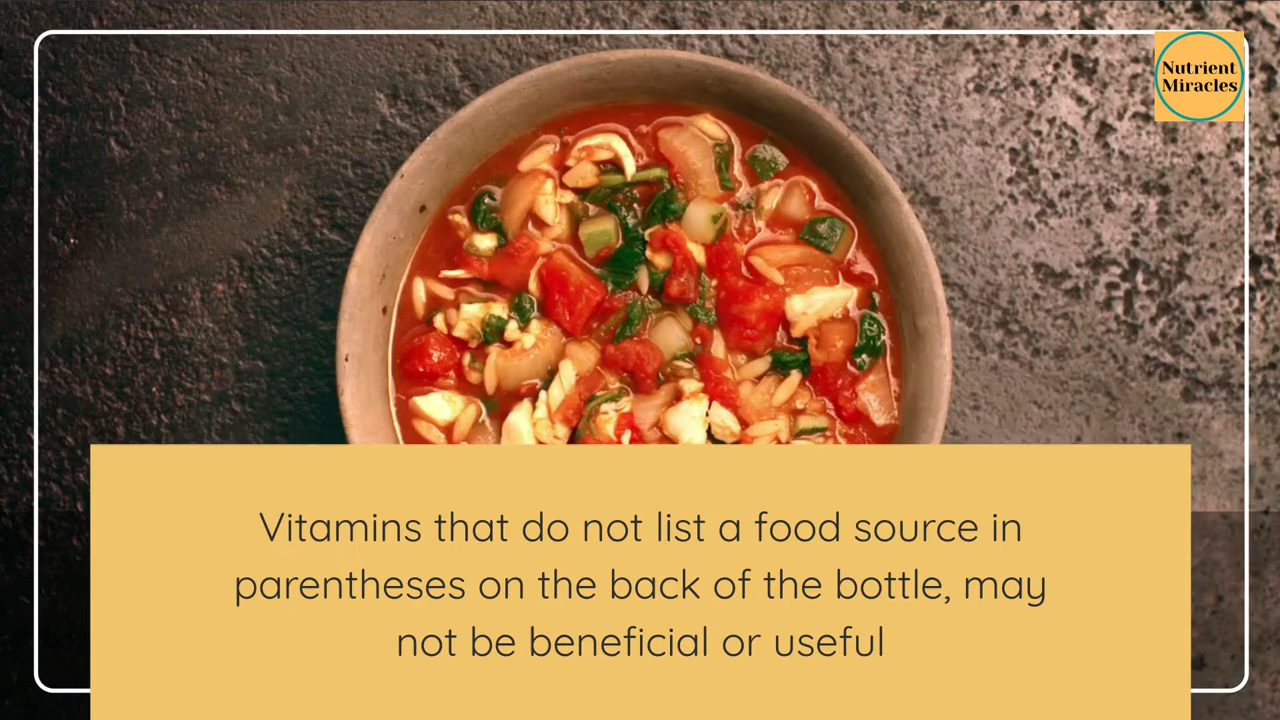 Nutrient
Miracles
Vitamins that do not list a food source in
parentheses on the back of the bottle, may
not be beneficial or useful